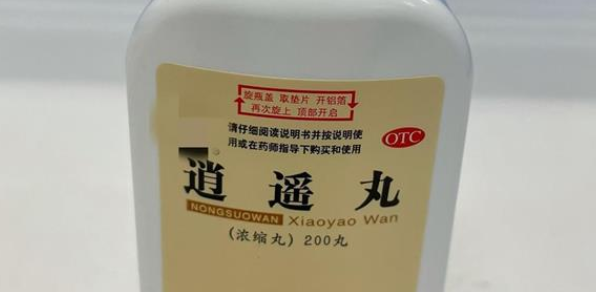 旋瓶盖 取垫片 开铝箔
再次旋上 顶部开启
请仔细阅读说明书并按说明使
用或在药师指导下购买和使用
OTC
逍遥丸
NONGSUOWAN Xiaoyao Wan
(浓缩丸) 200丸